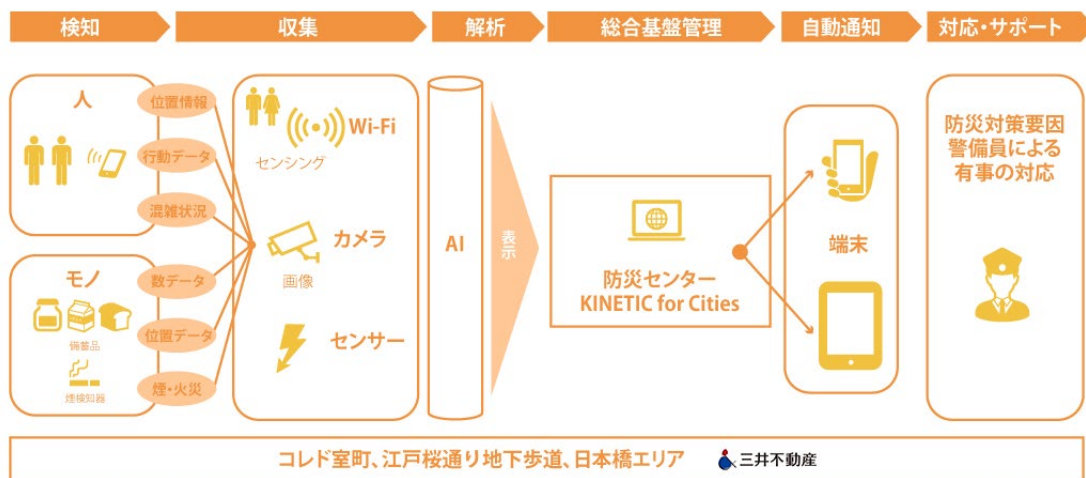 検知
収集
解析
総合基盤管理
自動通知
対応・サポート
人
位置情報
行動データ
混雑状況
モノ
備蓄品
煙検知器
数データ
位置データ
煙・火災
Wi-Fi
センシング
カメラ
画像
センサー
AI
表示
防災センター
KINETIC for Cities
端末
防災対策要因
警備員による
有事の対応
コレド室町、江戸桜通り地下歩道、日本橋エリア
三井不動産